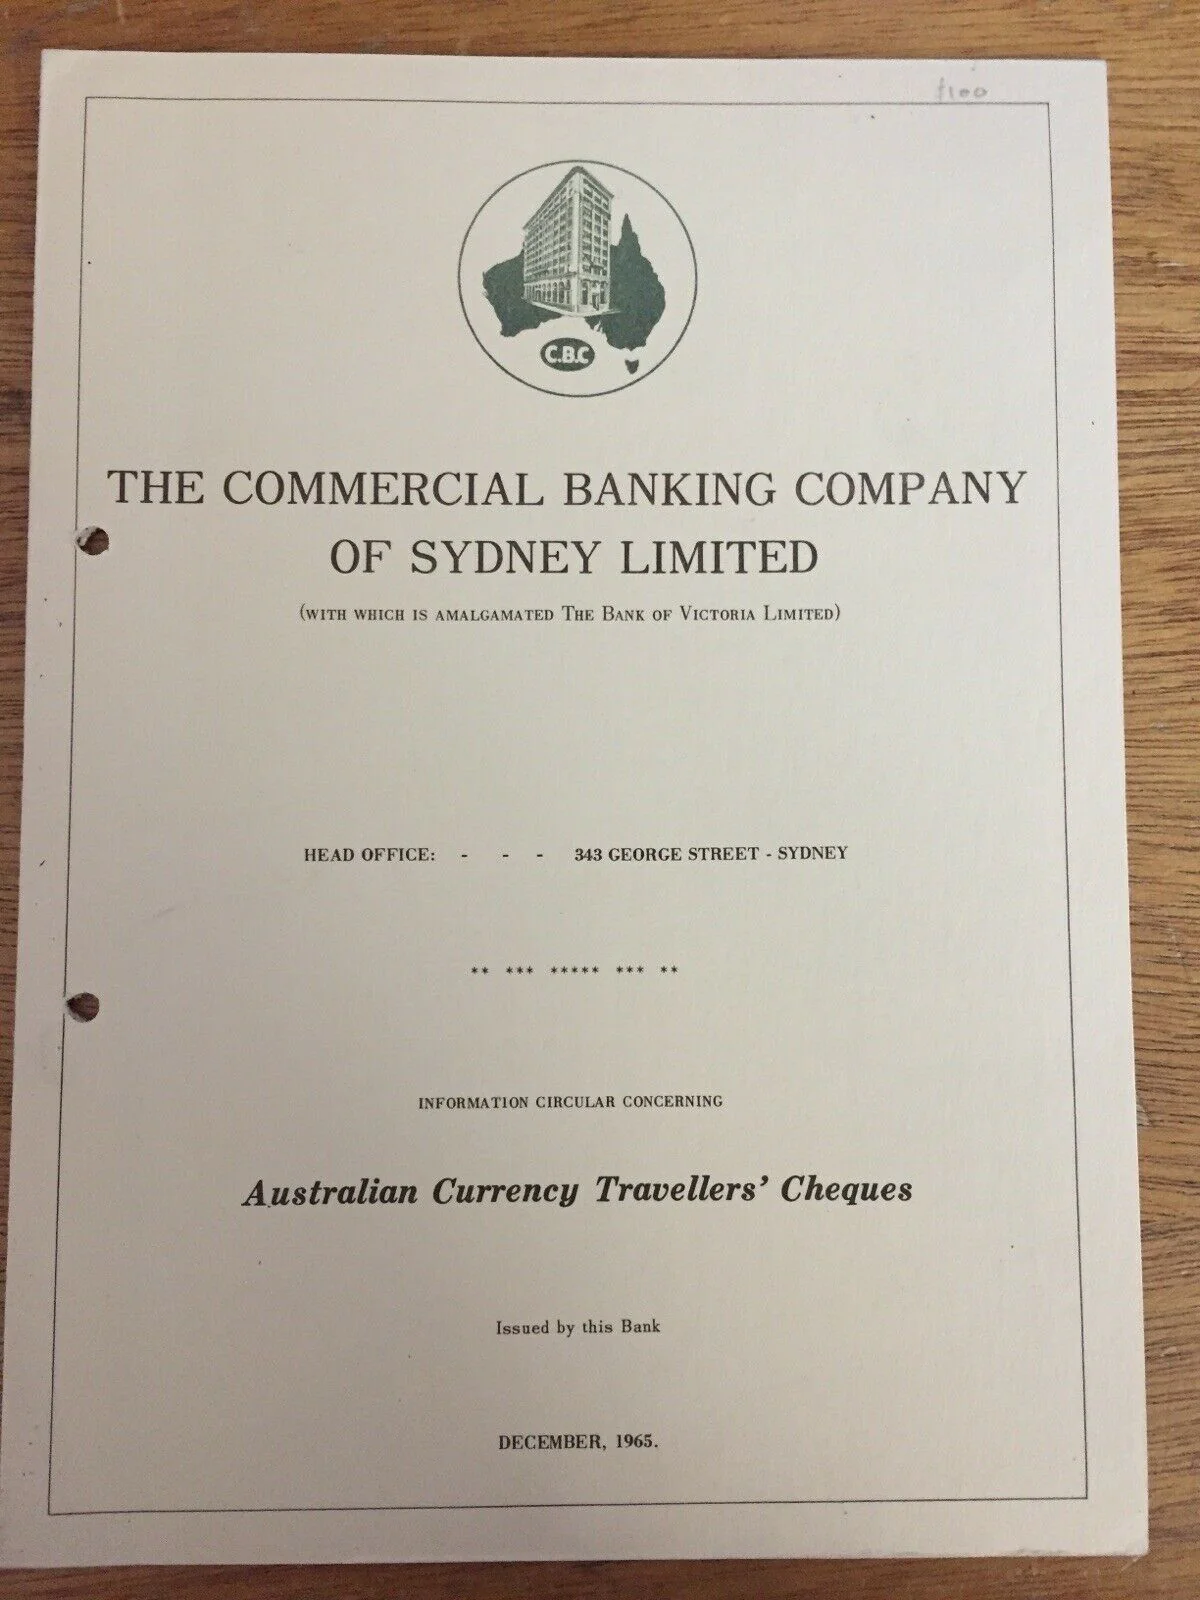 £100
C.B.C
THE COMMERCIAL BANKING COMPANY
OF SYDNEY LIMITED
(WITH WHICH IS AMALGAMATED THE BANK OF VICTORIA LIMITED)
HEAD OFFICE: - - - 343 GEORGE STREET - SYDNEY
** *** ***** *** **
INFORMATION CIRCULAR CONCERNING
Australian Currency Travellers' Cheques
Issued by this Bank
DECEMBER, 1965.